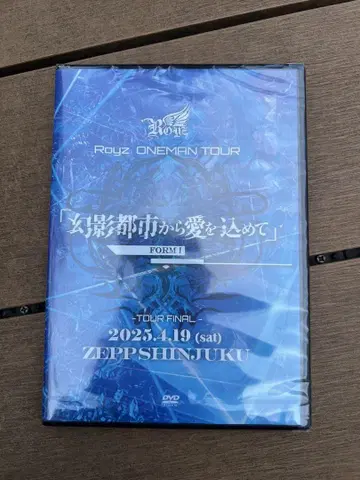 Royz
Royz ONEMAN TOUR
「幻影都市から愛を込めて」
FORM I
-TOUR FINAL-
2025.4.19 (sat)
ZEPP SHINJUKU
DVD